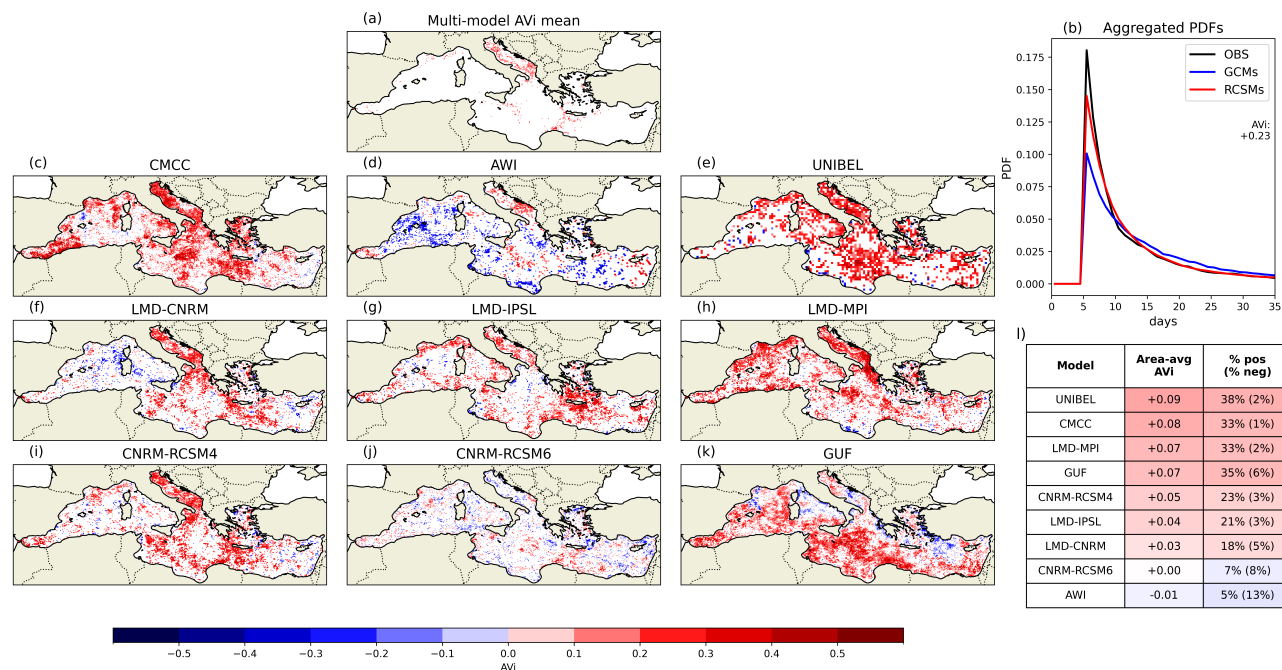 (a) Multi-model AVi mean
(b) Aggregated PDFs
OBS
GCMs
RCSMs
AVi:
+0.23
PDF
0.175
0.150
0.125
0.100
0.075
0.050
0.025
0.000
0 5 10 15 20 25 30 35
days
(c) CMCC
(d) AWI
(e) UNIBEL
(f) LMD-CNRM
(g) LMD-IPSL
(h) LMD-MPI
(i) CNRM-RCSM4
(j) CNRM-RCSM6
(k) GUF
l)
Model Area-avg AVi % pos (% neg)
UNIBEL +0.09 38% (2%)
CMCC +0.08 33% (1%)
LMD-MPI +0.07 33% (2%)
GUF +0.07 35% (6%)
CNRM-RCSM4 +0.05 23% (3%)
LMD-IPSL +0.04 21% (3%)
LMD-CNRM +0.03 18% (5%)
CNRM-RCSM6 +0.00 7% (8%)
AWI -0.01 5% (13%)
−0.5 −0.4 −0.3 −0.2 −0.1 0.0 0.1 0.2 0.3 0.4 0.5
AVi